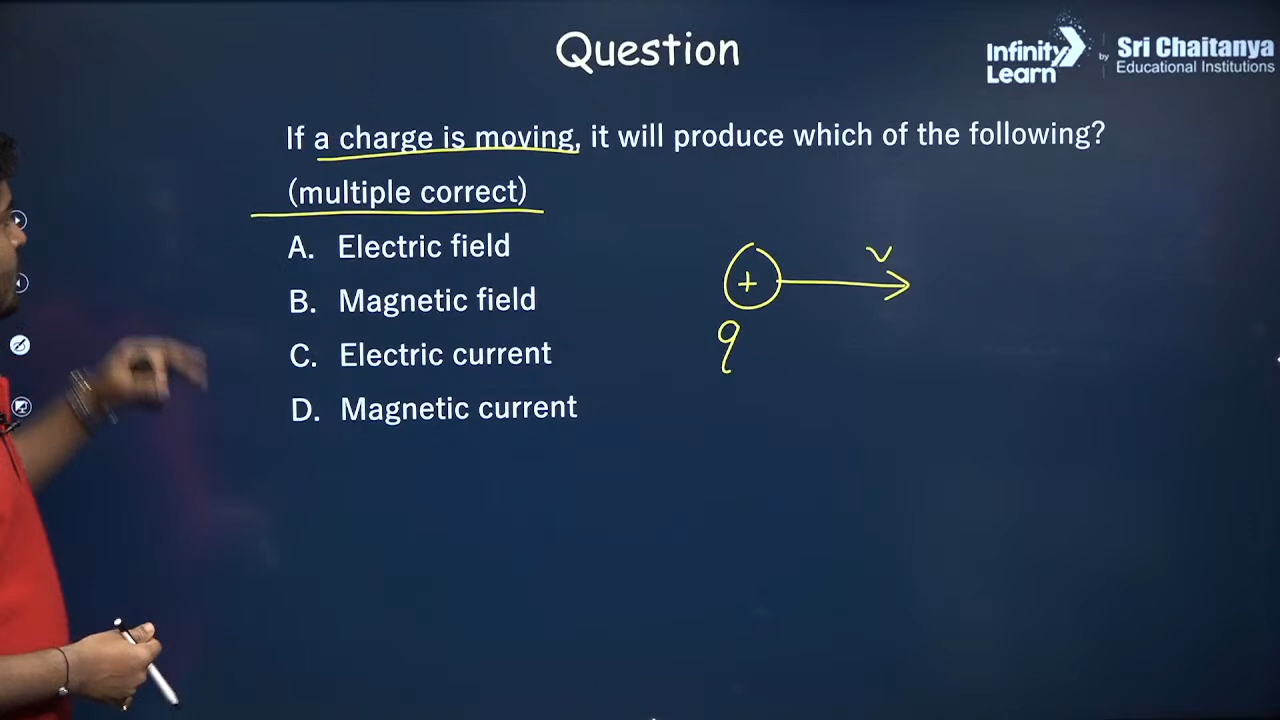 Question
Infinity Learn
by
Sri Chaitanya
Educational Institutions
If a charge is moving, it will produce which of the following?
(multiple correct)
A. Electric field
B. Magnetic field
C. Electric current
D. Magnetic current
v
+
q